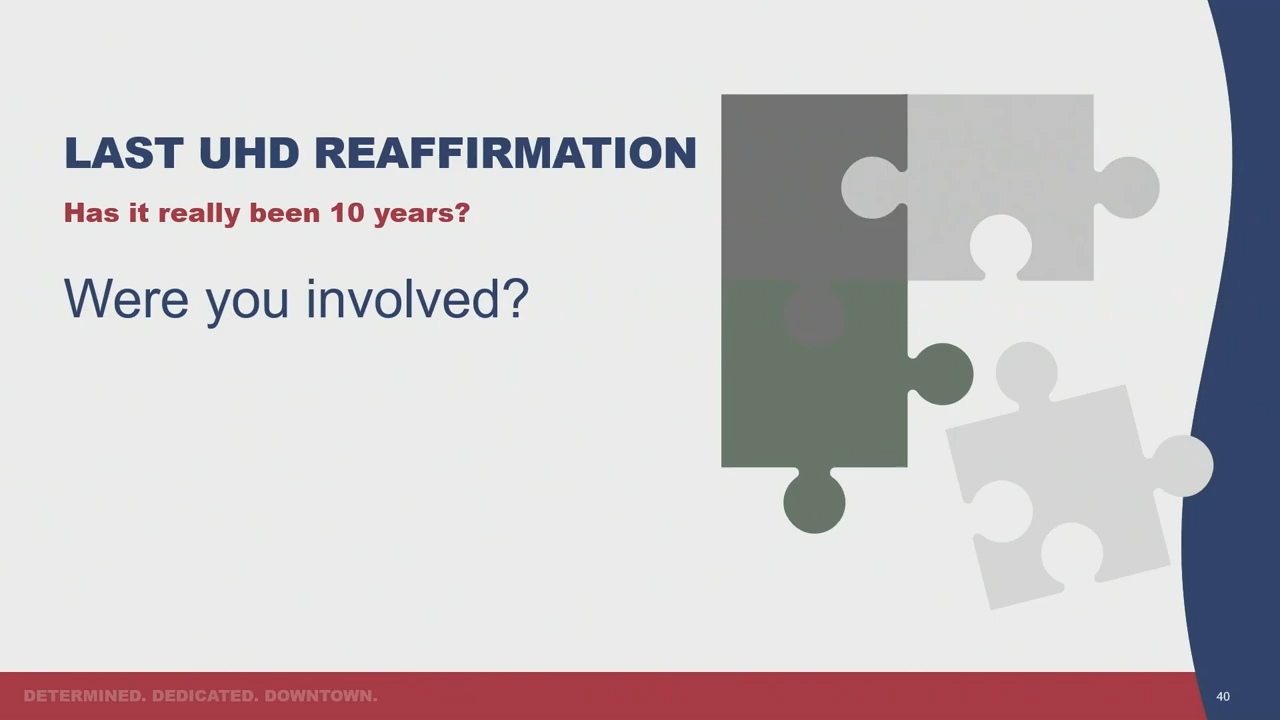 LAST UHD REAFFIRMATION
Has it really been 10 years?
Were you involved?
DETERMINED. DEDICATED. DOWNTOWN.
40